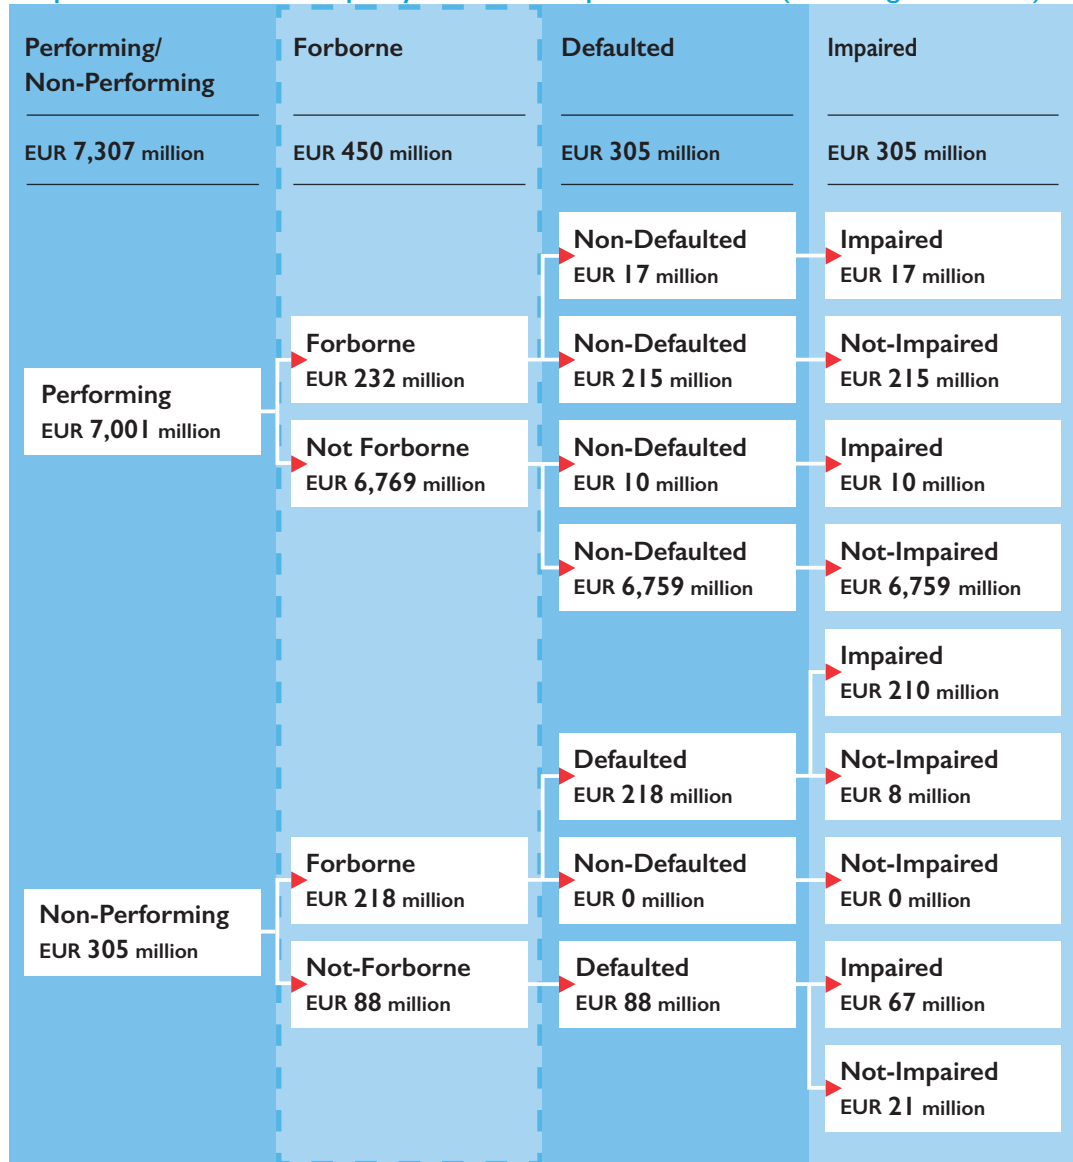 Performing/
Non-Performing
EUR 7,307 million
Forborne
EUR 450 million
Defaulted
EUR 305 million
Impaired
EUR 305 million
Performing
EUR 7,001 million
Forborne
EUR 232 million
Not Forborne
EUR 6,769 million
Non-Defaulted
EUR 17 million
Non-Defaulted
EUR 215 million
Non-Defaulted
EUR 10 million
Non-Defaulted
EUR 6,759 million
Impaired
EUR 17 million
Not-Impaired
EUR 215 million
Impaired
EUR 10 million
Not-Impaired
EUR 6,759 million
Non-Performing
EUR 305 million
Forborne
EUR 218 million
Not-Forborne
EUR 88 million
Defaulted
EUR 218 million
Non-Defaulted
EUR 0 million
Defaulted
EUR 88 million
Impaired
EUR 210 million
Not-Impaired
EUR 8 million
Not-Impaired
EUR 0 million
Impaired
EUR 67 million
Not-Impaired
EUR 21 million